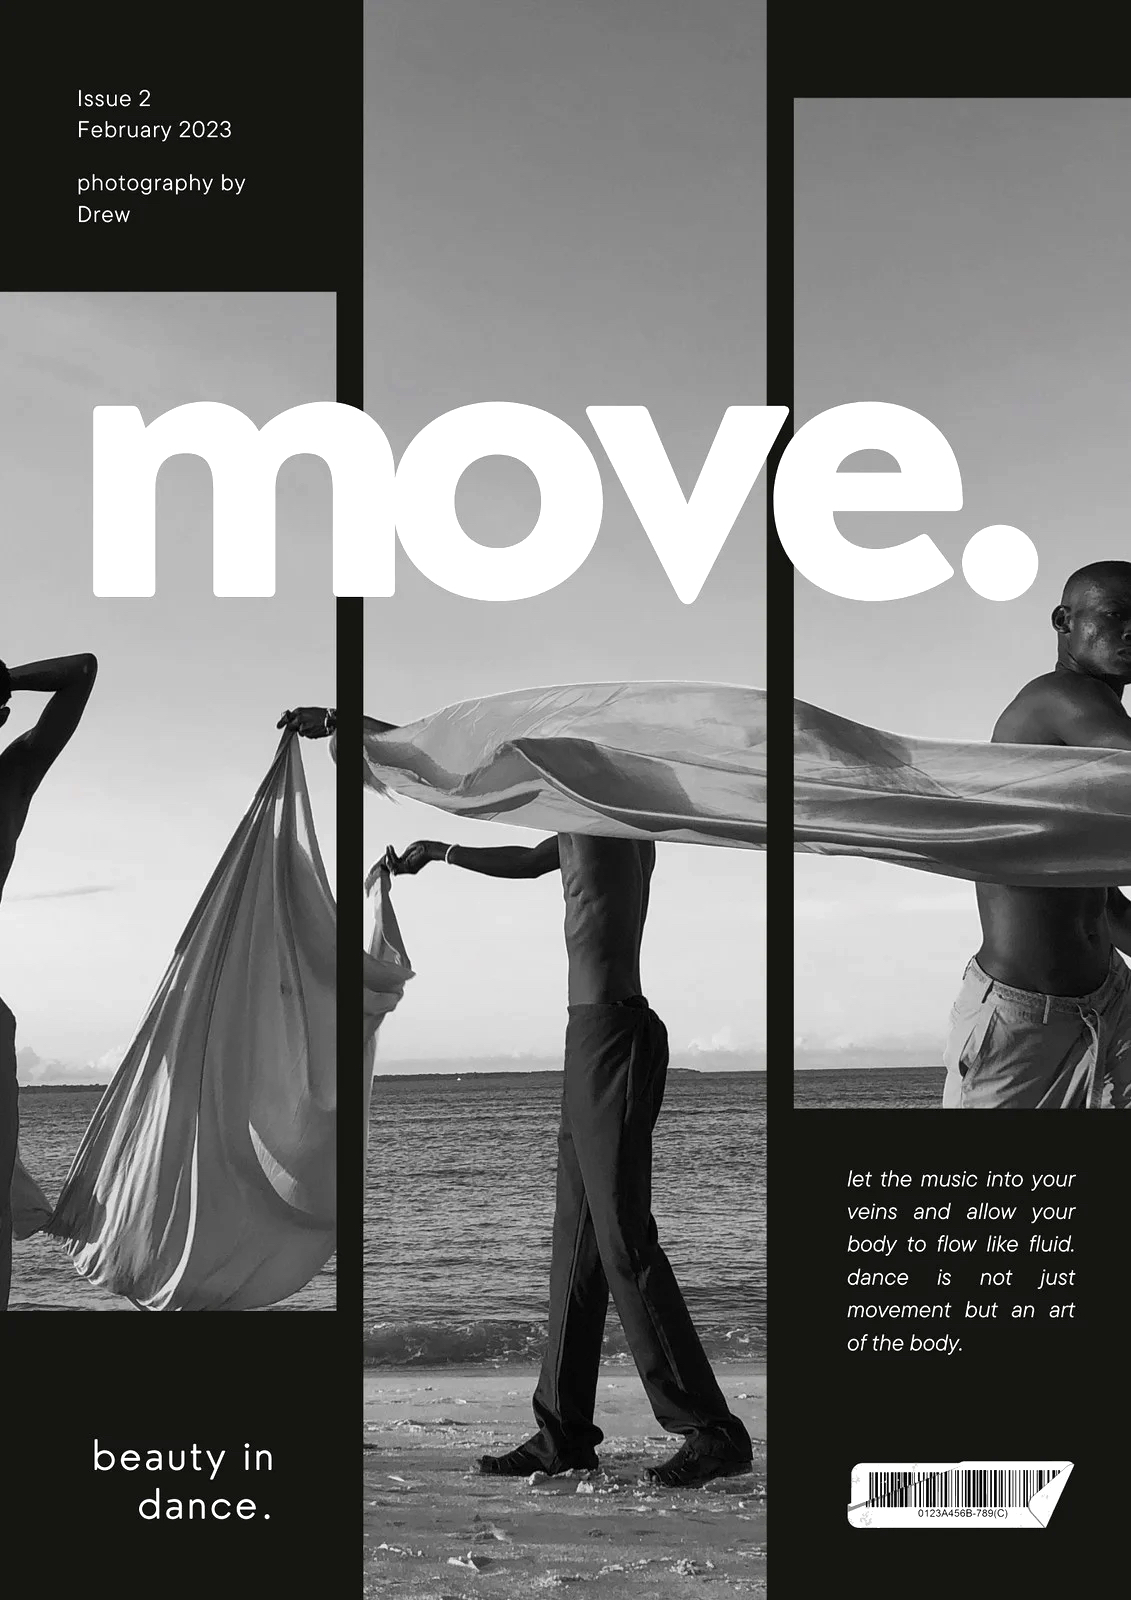 Issue 2
February 2023
photography by
Drew
move.
let the music into your
veins and allow your
body to flow like fluid.
dance is not just
movement but an art
of the body.
beauty in
dance.
0123A456B-789(C)